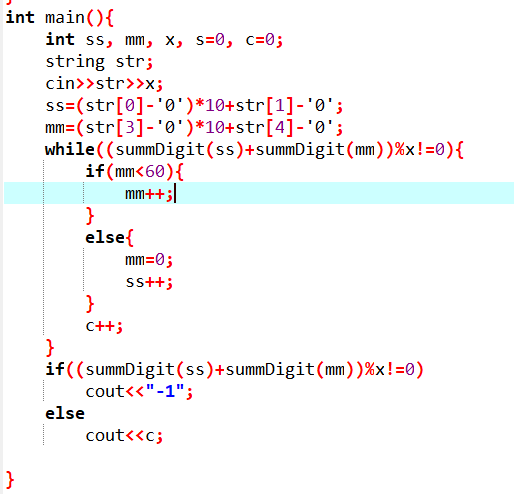 int main(){
int ss, mm, x, s=0, c=0;
string str;
cin>>str>>x;
ss=(str[0]-'0')*10+str[1]-'0';
mm=(str[3]-'0')*10+str[4]-'0';
while((summDigit(ss)+summDigit(mm))%x!=0){
if(mm<60){
mm++;
}
else{
mm=0;
ss++;
}
c++;
}
if((summDigit(ss)+summDigit(mm))%x!=0)
cout<<"-1";
else
cout<<c;
}